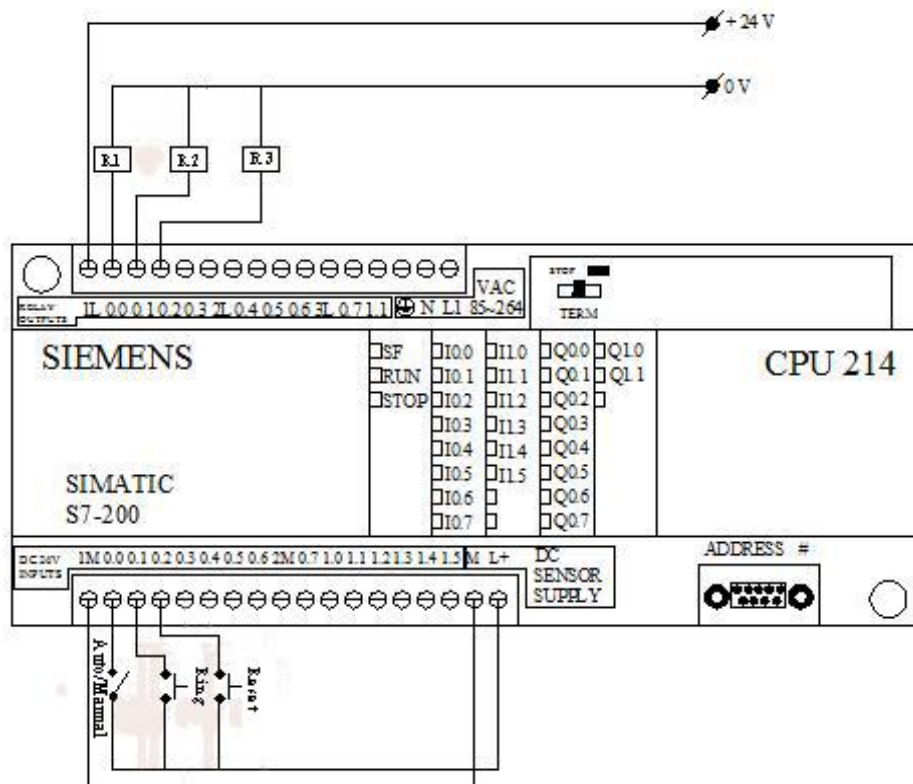 + 24 V
0 V
R.1 R.2 R.3
STOP
TERM
VAC
85~264
RELAY
OUTPUTS
1L 0.0 0.1 0.2 0.3 2L 0.4 0.5 0.6 3L 0.7 1.1 N L1
SIEMENS
CPU 214
SF I0.0 I1.0 Q0.0 Q1.0
RUN I0.1 I1.1 Q0.1 Q1.1
STOP I0.2 I1.2 Q0.2
I0.3 I1.3 Q0.3
I0.4 I1.4 Q0.4
I0.5 I1.5 Q0.5
I0.6 Q0.6
I0.7 Q0.7
SIMATIC
S7-200
DC 24V
INPUTS
1M 0.0 0.1 0.2 0.3 0.4 0.5 0.6 2M 0.7 1.0 1.1 1.2 1.3 1.4 1.5 M L+
DC
SENSOR
SUPPLY
ADDRESS #
Auto/Manual
Ring